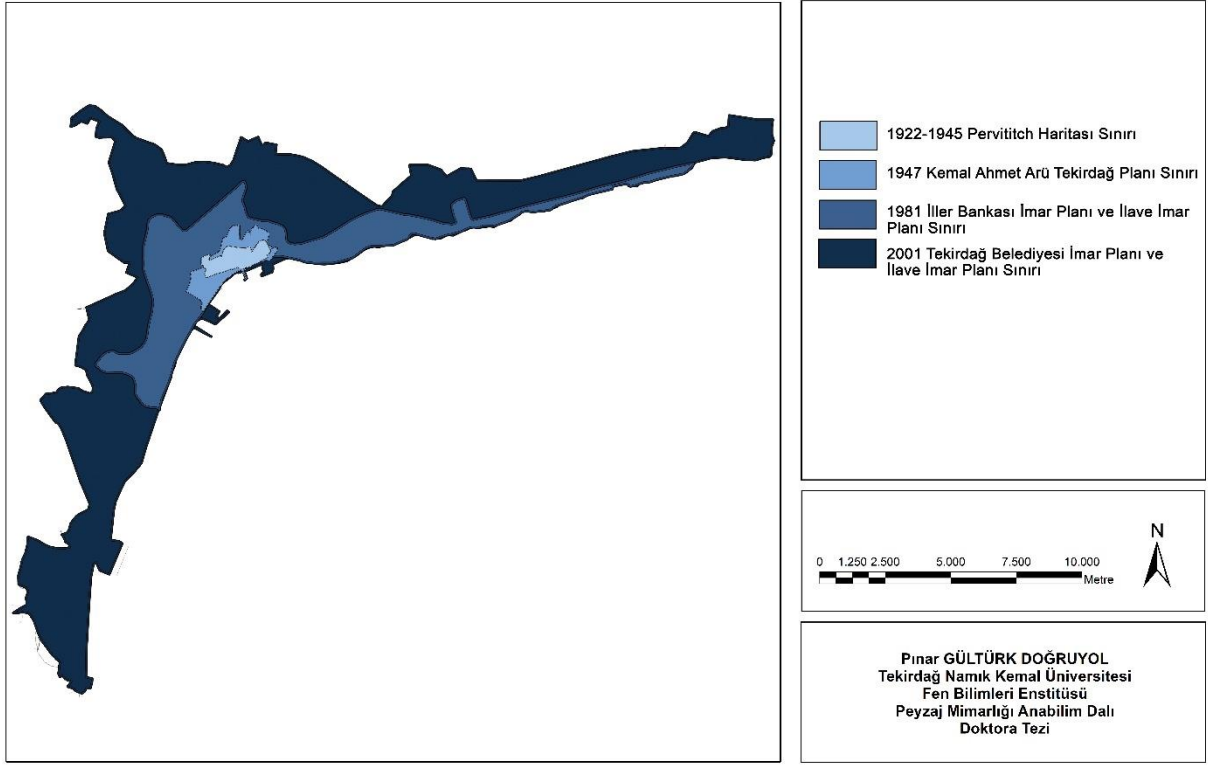 1922-1945 Pervititch Haritası Sınırı
1947 Kemal Ahmet Arü Tekirdağ Planı Sınırı
1981 İller Bankası İmar Planı ve İlave İmar
Planı Sınırı
2001 Tekirdağ Belediyesi İmar Planı ve
İlave İmar Planı Sınırı
N
0 1.250 2.500 5.000 7.500 10.000
Metre
Pınar GÜLTÜRK DOĞRUYOL
Tekirdağ Namık Kemal Üniversitesi
Fen Bilimleri Enstitüsü
Peyzaj Mimarlığı Anabilim Dalı
Doktora Tezi